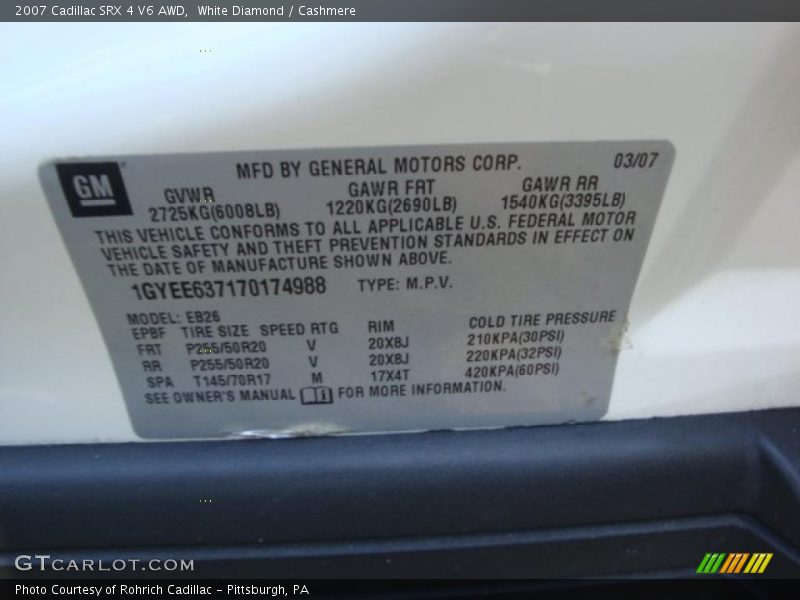 2007 Cadillac SRX 4 V6 AWD,  White Diamond / Cashmere
GM
MFD BY GENERAL MOTORS CORP. 03/07
GVWR GAWR FRT GAWR RR
2725KG(6008LB) 1220KG(2690LB) 1540KG(3395LB)
THIS VEHICLE CONFORMS TO ALL APPLICABLE U.S. FEDERAL MOTOR
VEHICLE SAFETY AND THEFT PREVENTION STANDARDS IN EFFECT ON
THE DATE OF MANUFACTURE SHOWN ABOVE.
1GYEE637170174988 TYPE: M.P.V.
MODEL: EB26
EPBF TIRE SIZE SPEED RTG RIM COLD TIRE PRESSURE
FRT P255/50R20 V 20X8J 210KPA(30PSI)
RR P255/50R20 V 20X8J 220KPA(32PSI)
SPA T145/70R17 M 17X4T 420KPA(60PSI)
SEE OWNER'S MANUAL FOR MORE INFORMATION.
GTCARLOT.COM
Photo Courtesy of Rohrich Cadillac - Pittsburgh, PA